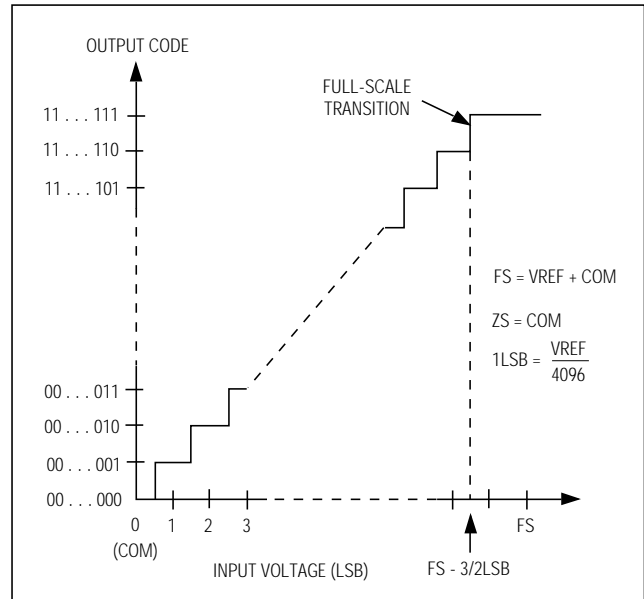 OUTPUT CODE
FULL-SCALE
TRANSITION
11 . . . 111
11 . . . 110
11 . . . 101
FS = VREF + COM
ZS = COM
1LSB = VREF
4096
00 . . . 011
00 . . . 010
00 . . . 001
00 . . . 000
0 1 2 3 FS
(COM)
INPUT VOLTAGE (LSB) FS - 3/2LSB